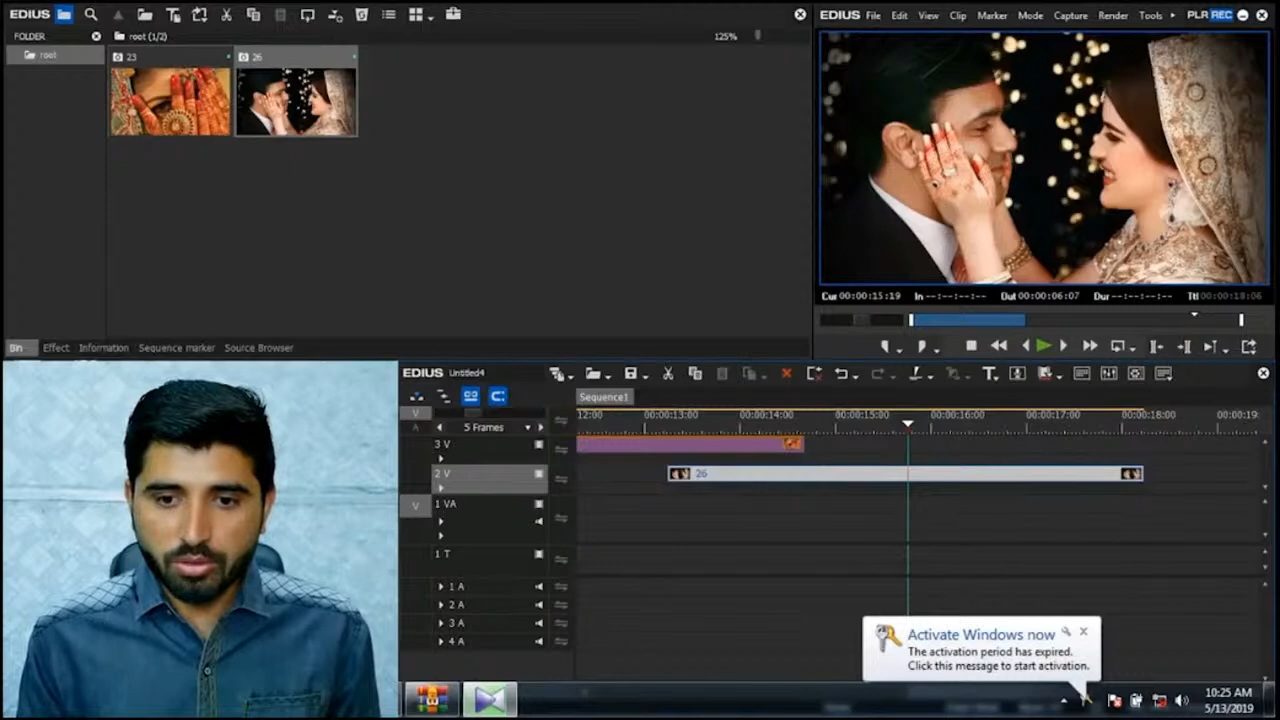 EDIUS
FOLDER
root (1/2)
125%
root
23
26
Bin
Effect
Information
Sequence marker
Source Browser
EDIUS
File
Edit
View
Clip
Marker
Mode
Capture
Render
Tools
PLR REC
Cur 00:00:15:19
In --:--:--:--
Out 00:00:06:07
Dur --:--:--:--
Ttl 00:00:18:06
EDIUS
Untitled4
Sequence1
V
A
5 Frames
12:00
00:00:13:00
00:00:14:00
00:00:15:00
00:00:16:00
00:00:17:00
00:00:18:00
00:00:19
3 V
2 V
26
V
1 VA
1 T
1 A
2 A
3 A
4 A
Activate Windows now
The activation period has expired.
Click this message to start activation.
10:25 AM
5/13/2019